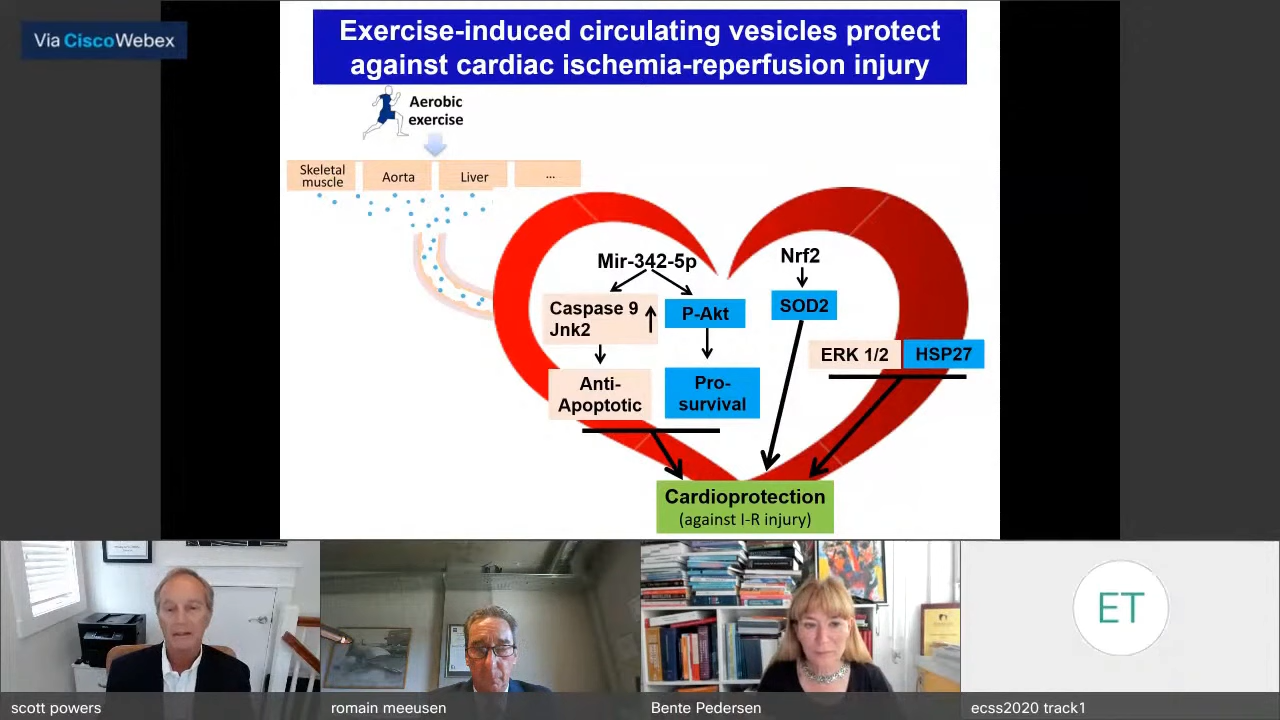 Via CiscoWebex
Exercise-induced circulating vesicles protect
against cardiac ischemia-reperfusion injury
Aerobic
exercise
Skeletal
muscle
Aorta
Liver
...
Mir-342-5p
Nrf2
Caspase 9
Jnk2
P-Akt
SOD2
ERK 1/2
HSP27
Anti-
Apoptotic
Pro-
survival
Cardioprotection
(against I-R injury)
ET
scott powers
romain meeusen
Bente Pedersen
ecss2020 track1